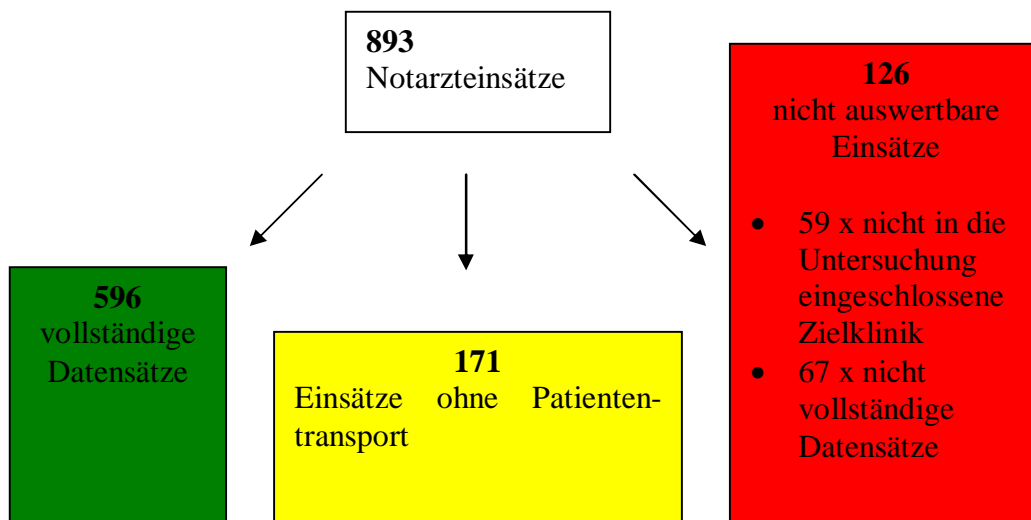 893
Notarzteinsätze
126
nicht auswertbare
Einsätze
• 59 x nicht in die
Untersuchung
eingeschlossene
Zielklinik
• 67 x nicht
vollständige
Datensätze
596
vollständige
Datensätze
171
Einsätze ohne Patienten-
transport